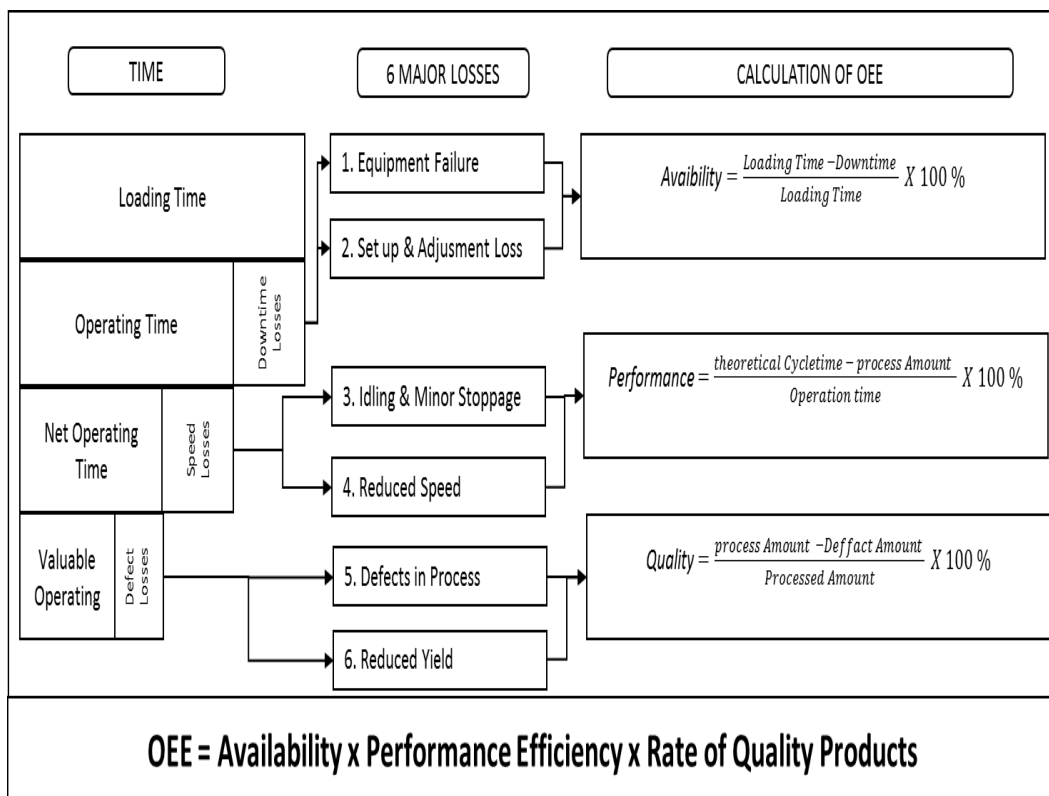 TIME
6 MAJOR LOSSES
CALCULATION OF OEE
Loading Time
Operating Time
Downtime
Losses
Net Operating
Time
Speed
Losses
Valuable
Operating
Defect
Losses
1. Equipment Failure
2. Set up & Adjusment Loss
3. Idling & Minor Stoppage
4. Reduced Speed
5. Defects in Process
6. Reduced Yield
Avaibility = (Loading Time − Downtime) / Loading Time X 100 %
Performance = (theoretical Cycletime − process Amount) / Operation time X 100 %
Quality = (process Amount − Deffact Amount) / Processed Amount X 100 %
OEE = Availability x Performance Efficiency x Rate of Quality Products